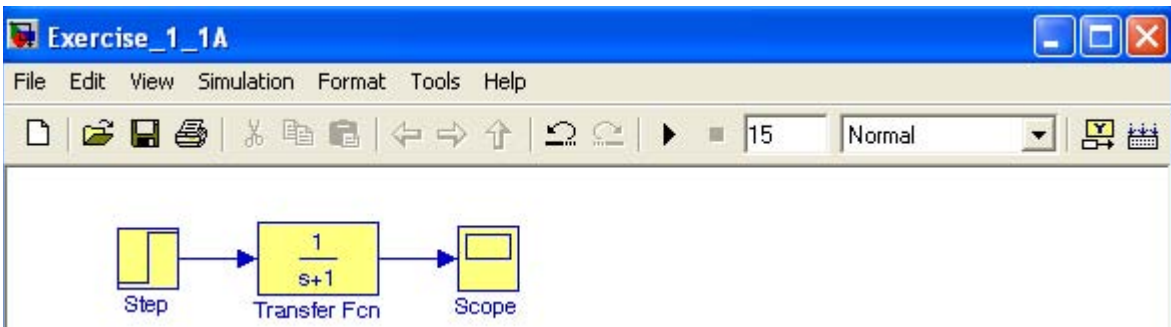 Exercise_1_1A
File Edit View Simulation Format Tools Help
15 Normal
1
s+1
Step Transfer Fcn Scope